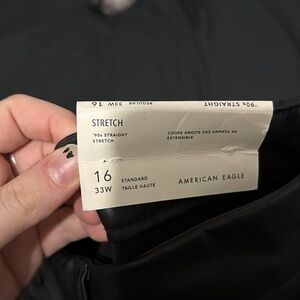 16 33W REGULAR
'90s STRAIGHT
STRETCH
'90s STRAIGHT
STRETCH
COUPE DROITE DES ANNÉES 90
EXTENSIBLE
16
33W
STANDARD
TAILLE HAUTE
AMERICAN EAGLE